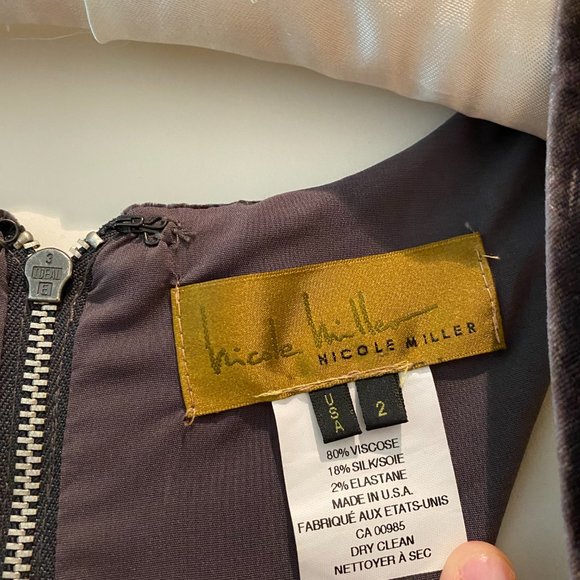 3
IDEAL
E
Nicole Miller
NICOLE MILLER
USA
2
80% VISCOSE
18% SILK/SOIE
2% ELASTANE
MADE IN U.S.A.
FABRIQUÉ AUX ETATS-UNIS
CA 00985
DRY CLEAN
NETTOYER À SEC